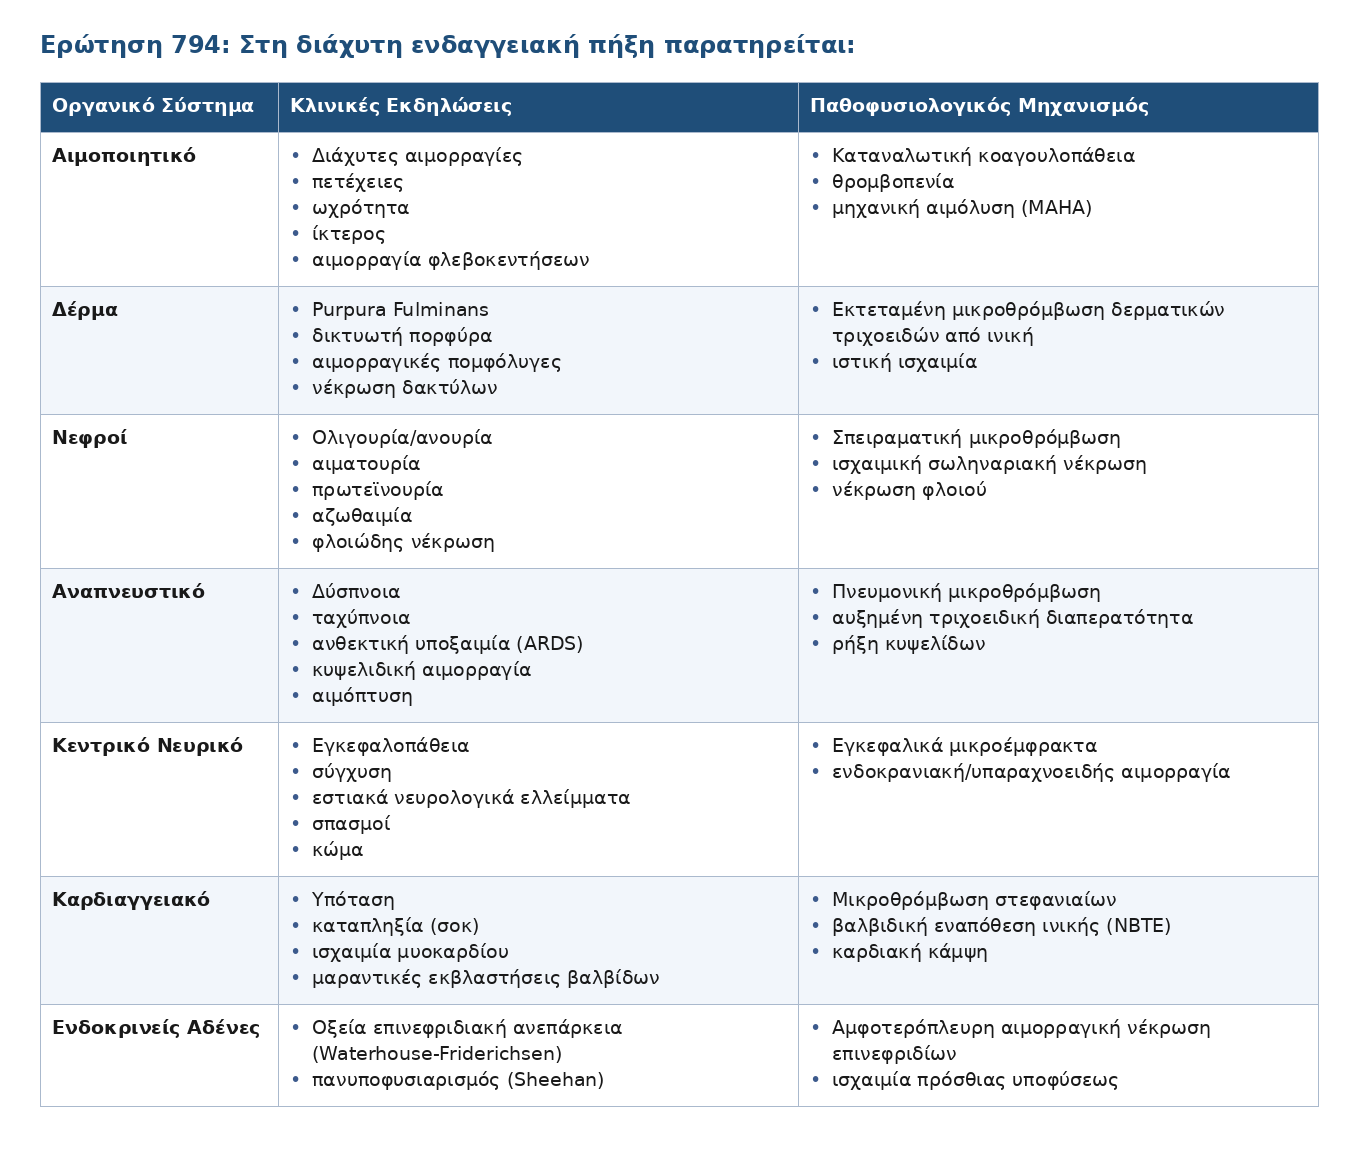 Ερώτηση 794: Στη διάχυτη ενδαγγειακή πήξη παρατηρείται:
Οργανικό Σύστημα
Κλινικές Εκδηλώσεις
Παθοφυσιολογικός Μηχανισμός
Αιμοποιητικό
• Διάχυτες αιμορραγίες
• πετέχειες
• ωχρότητα
• ίκτερος
• αιμορραγία φλεβοκεντήσεων
• Καταναλωτική κοαγουλοπάθεια
• θρομβοπενία
• μηχανική αιμόλυση (MAHA)
Δέρμα
• Purpura Fulminans
• δικτυωτή πορφύρα
• αιμορραγικές πομφόλυγες
• νέκρωση δακτύλων
• Εκτεταμένη μικροθρόμβωση δερματικών
τριχοειδών από ινική
• ιστική ισχαιμία
Νεφροί
• Ολιγουρία/ανουρία
• αιματουρία
• πρωτεϊνουρία
• αζωθαιμία
• φλοιώδης νέκρωση
• Σπειραματική μικροθρόμβωση
• ισχαιμική σωληναριακή νέκρωση
• νέκρωση φλοιού
Αναπνευστικό
• Δύσπνοια
• ταχύπνοια
• ανθεκτική υποξαιμία (ARDS)
• κυψελιδική αιμορραγία
• αιμόπτυση
• Πνευμονική μικροθρόμβωση
• αυξημένη τριχοειδική διαπερατότητα
• ρήξη κυψελίδων
Κεντρικό Νευρικό
• Εγκεφαλοπάθεια
• σύγχυση
• εστιακά νευρολογικά ελλείμματα
• σπασμοί
• κώμα
• Εγκεφαλικά μικροέμφρακτα
• ενδοκρανιακή/υπαραχνοειδής αιμορραγία
Καρδιαγγειακό
• Υπόταση
• καταπληξία (σοκ)
• ισχαιμία μυοκαρδίου
• μαραντικές εκβλαστήσεις βαλβίδων
• Μικροθρόμβωση στεφανιαίων
• βαλβιδική εναπόθεση ινικής (NBTE)
• καρδιακή κάμψη
Ενδοκρινείς Αδένες
• Οξεία επινεφριδιακή ανεπάρκεια
(Waterhouse-Friderichsen)
• πανυποφυσιαρισμός (Sheehan)
• Αμφοτερόπλευρη αιμορραγική νέκρωση
επινεφριδίων
• ισχαιμία πρόσθιας υποφύσεως